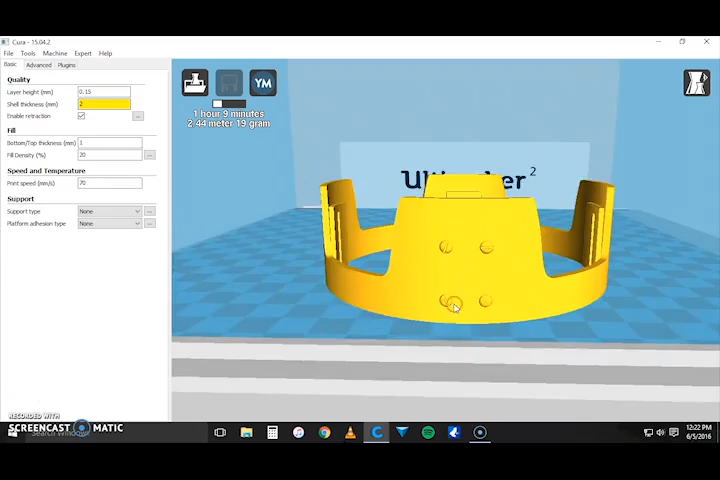 Cura - 15.04.2
File Tools Machine Expert Help
Basic Advanced Plugins
Quality
Layer height (mm) 0.15
Shell thickness (mm) 2
Enable retraction ...
Fill
Bottom/Top thickness (mm) 1
Fill Density (%) 20 ...
Speed and Temperature
Print speed (mm/s) 70
Support
Support type None ...
Platform adhesion type None ...
YM
1 hour 9 minutes
2.44 meter 19 gram
2
RECORDED WITH
SCREENCAST MATIC
Search Windows
12:22 PM
6/5/2016